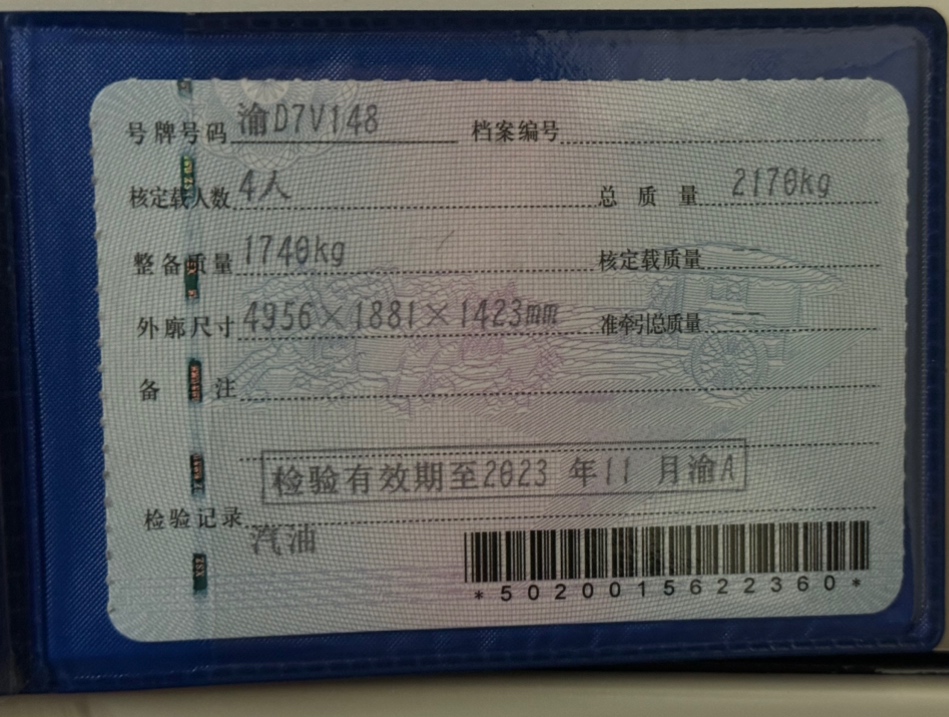 号牌号码 渝D7V148 档案编号
核定载人数 4人 总质量 2170kg
整备质量 1740kg 核定载质量 --
外廓尺寸 4956×1881×1423mm 准牵引总质量 --
备注
检验有效期至2023年11月渝A
检验记录
汽油
*5020015622360*